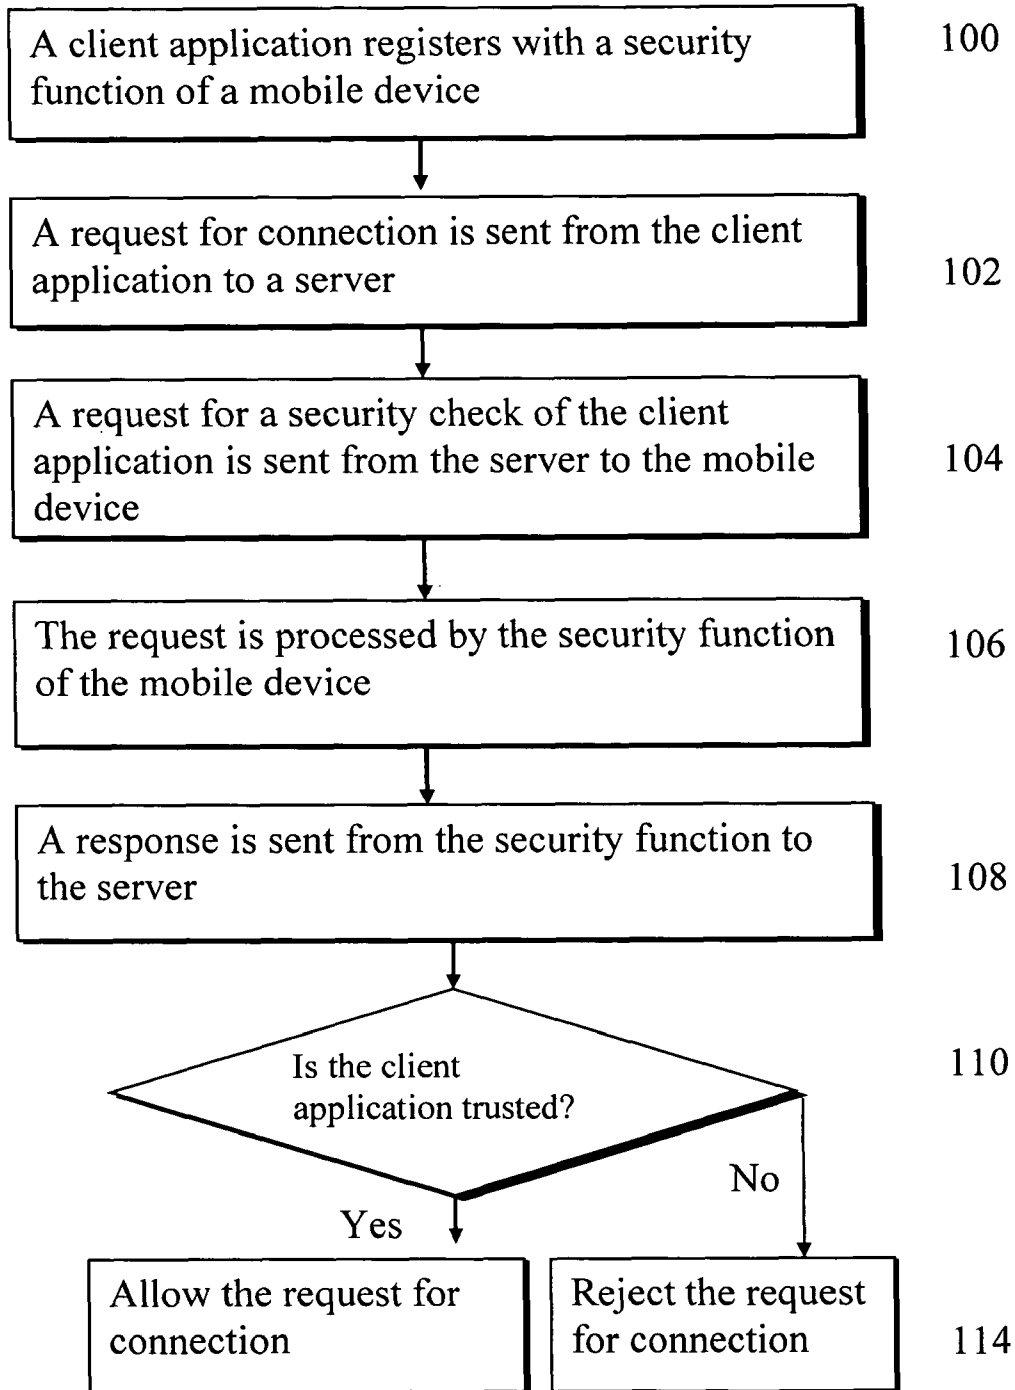 A client application registers with a security
function of a mobile device
100
A request for connection is sent from the client
application to a server
102
A request for a security check of the client
application is sent from the server to the mobile
device
104
The request is processed by the security function
of the mobile device
106
A response is sent from the security function to
the server
108
Is the client
application trusted?
110
No
Yes
Allow the request for
connection
Reject the request
for connection
114